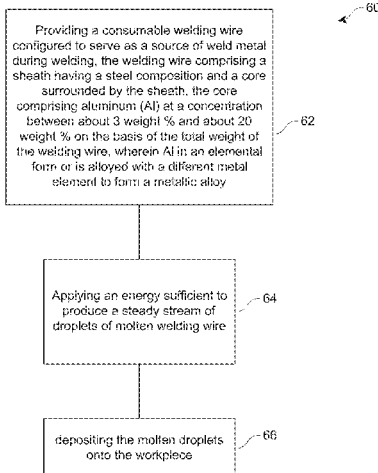 60
Providing a consumable welding wire
configured to serve as a source of weld metal
during welding, the welding wire comprising a
sheath having a steel composition and a core
surrounded by the sheath, the core
comprising aluminum (Al) at a concentration
between about 3 weight % and about 20
weight % on the basis of the total weight of
the welding wire, wherein Al in an elemental
form or is alloyed with a different metal
element to form a metallic alloy
62
Applying an energy sufficient to
produce a steady stream of
droplets of molten welding wire
64
depositing the molten droplets
onto the workpiece
66